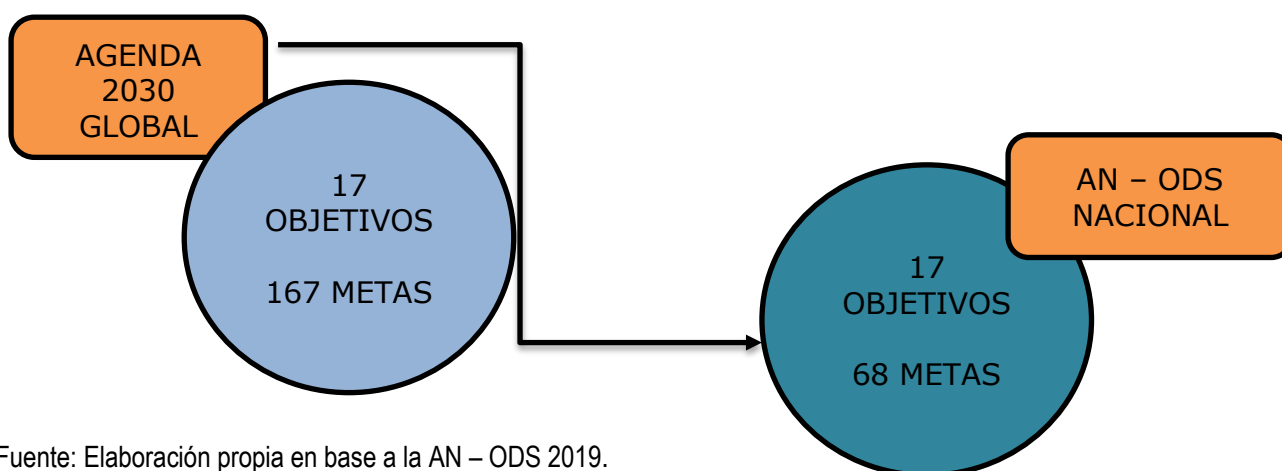 AGENDA
2030
GLOBAL
17
OBJETIVOS
167 METAS
AN – ODS
NACIONAL
17
OBJETIVOS
68 METAS
Fuente: Elaboración propia en base a la AN – ODS 2019.